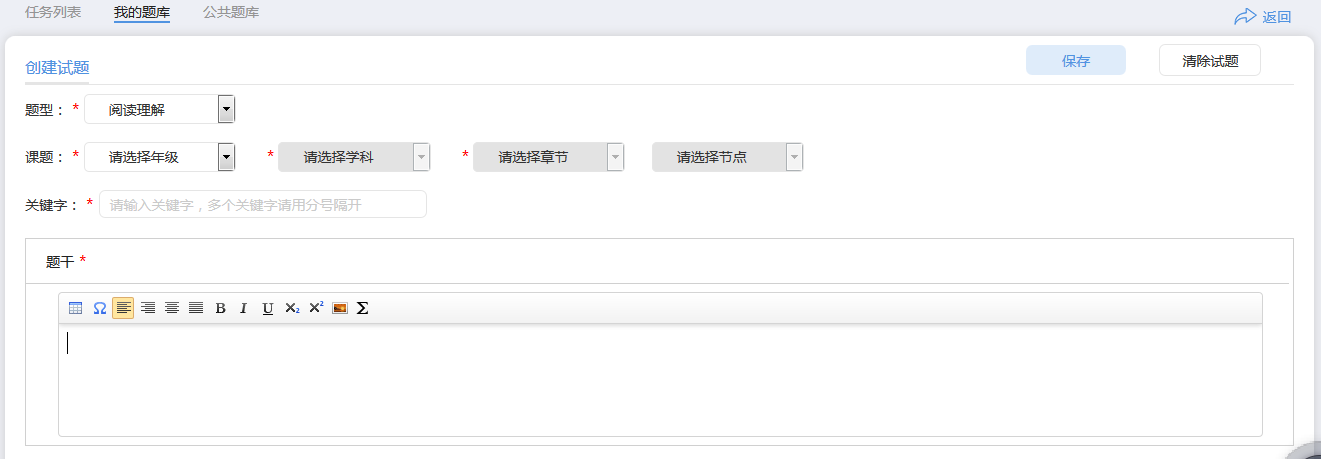 任务列表 我的题库 公共题库 返回
创建试题 保存 清除试题
题型： * 阅读理解
课题： * 请选择年级 * 请选择学科 * 请选择章节 请选择节点
关键字： * 请输入关键字，多个关键字请用分号隔开
题干 *
Ω B I U X₂ X² Σ